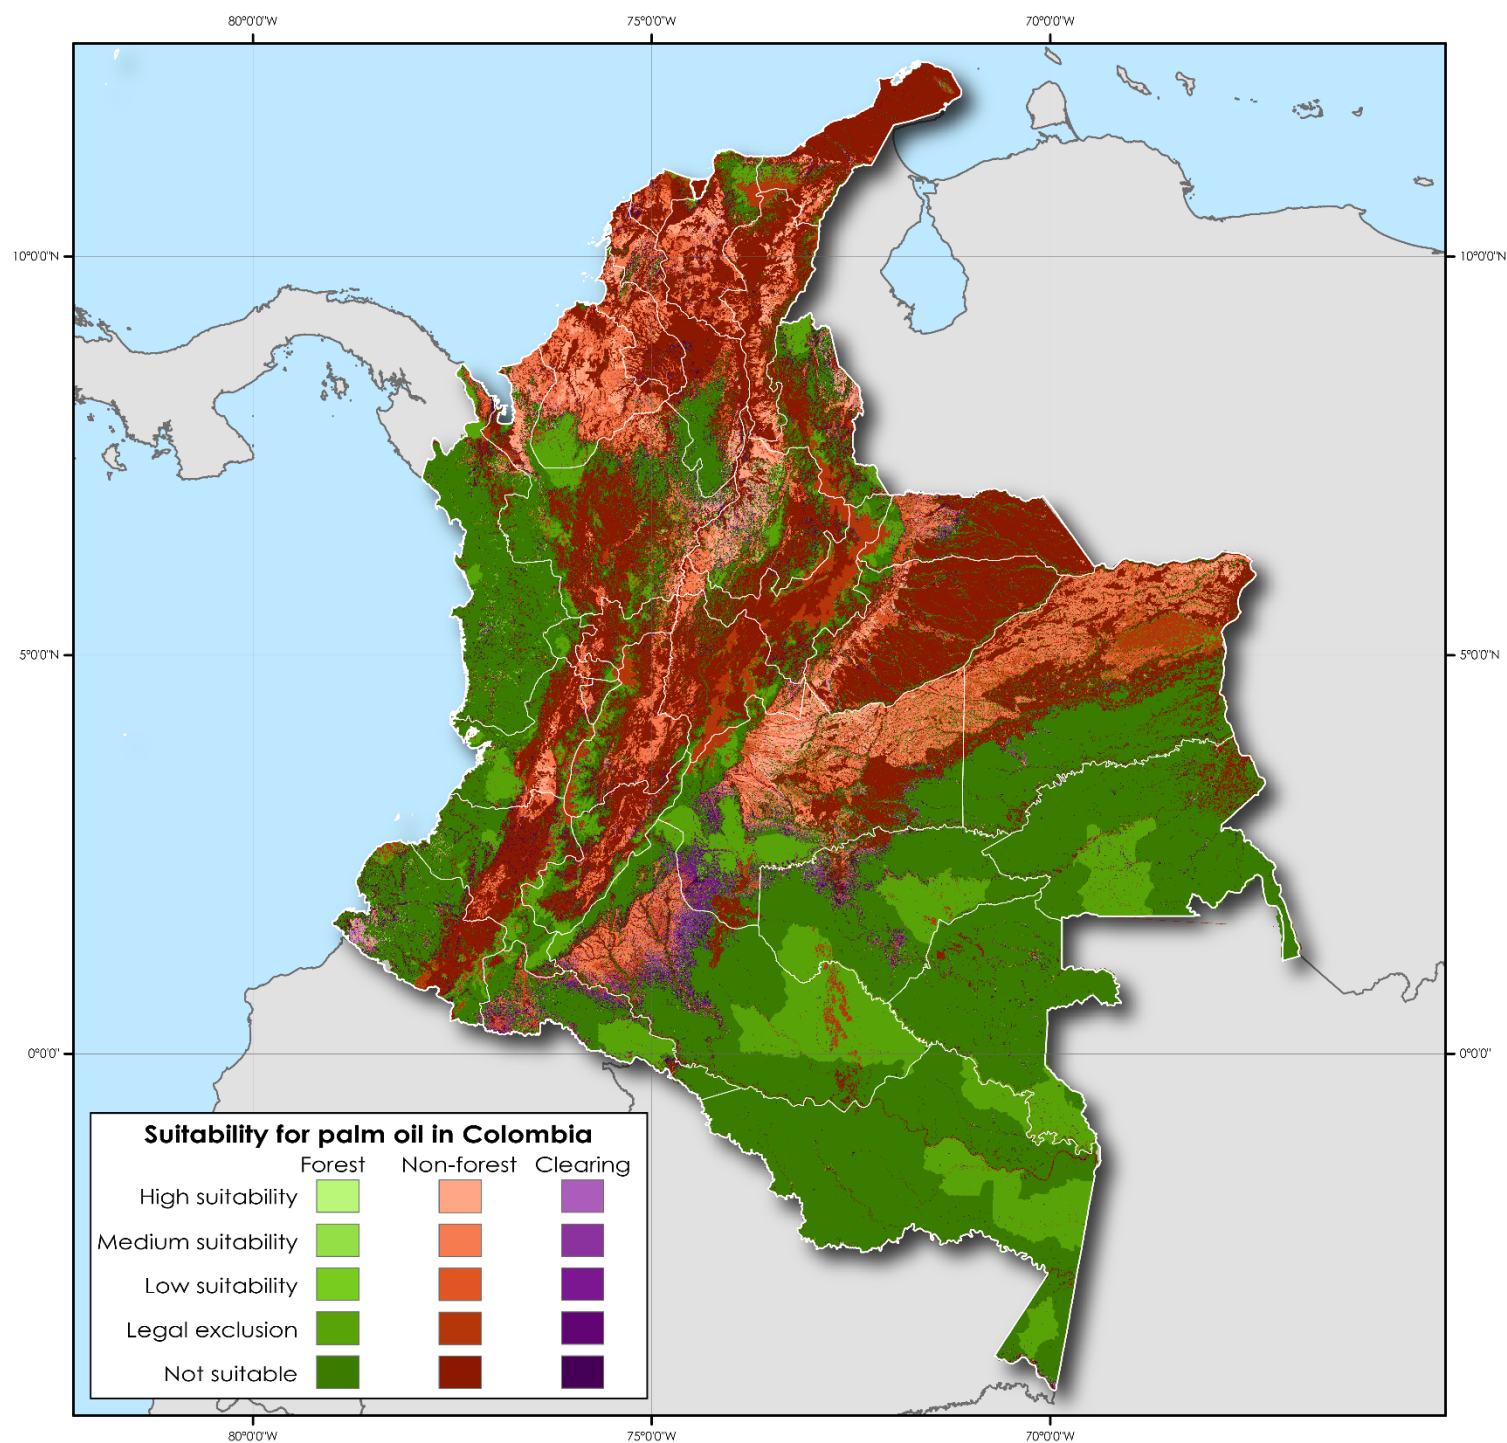 80°0'0"W 75°0'0"W 70°0'0"W
10°0'0"N 10°0'0"N
5°0'0"N 5°0'0"N
0°0'0" 0°0'0"
Suitability for palm oil in Colombia
Forest Non-forest Clearing
High suitability
Medium suitability
Low suitability
Legal exclusion
Not suitable
80°0'0"W 75°0'0"W 70°0'0"W